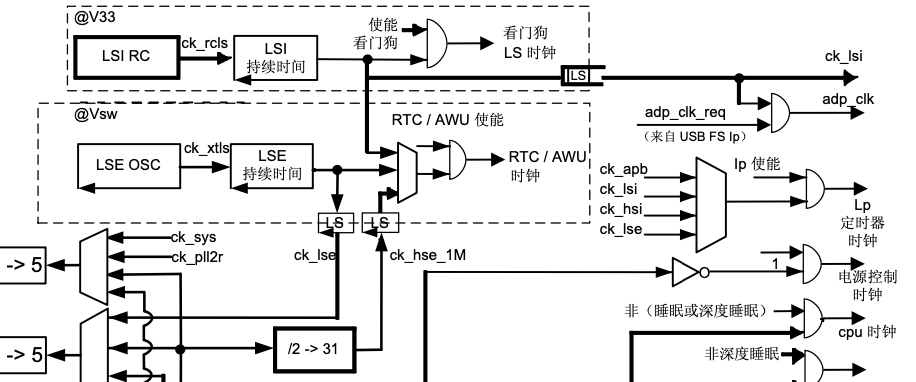 @V33
LSI RC
ck_rcls
LSI
持续时间
使能
看门狗
看门狗
LS 时钟
LS
ck_lsi
adp_clk_req
（来自 USB FS Ip）
adp_clk
@Vsw
LSE OSC
ck_xtls
LSE
持续时间
RTC / AWU 使能
RTC / AWU
时钟
LS
LS
ck_lse
ck_hse_1M
ck_apb
ck_lsi
ck_hsi
ck_lse
Ip 使能
Lp
定时器
时钟
ck_sys
ck_pll2r
-> 5
1
电源控制
时钟
非（睡眠或深度睡眠）
cpu 时钟
/2 -> 31
-> 5
非深度睡眠